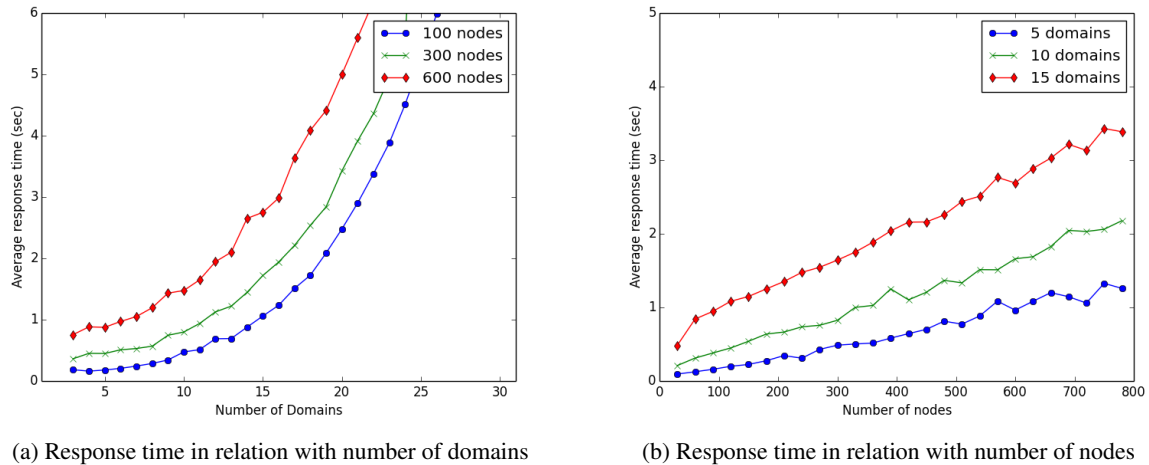 6
5
4
3
2
1
0
Average response time (sec)
5
10
15
20
25
30
Number of Domains
100 nodes
300 nodes
600 nodes
(a) Response time in relation with number of domains
5
4
3
2
1
0
Average response time (sec)
0
100
200
300
400
500
600
700
800
Number of nodes
5 domains
10 domains
15 domains
(b) Response time in relation with number of nodes